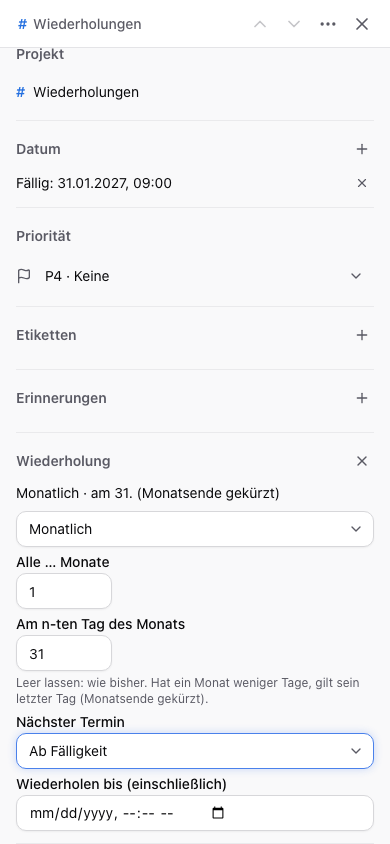 # Wiederholungen
Projekt
# Wiederholungen
Datum
Fällig: 31.01.2027, 09:00
Priorität
P4 · Keine
Etiketten
Erinnerungen
Wiederholung
Monatlich · am 31. (Monatsende gekürzt)
Monatlich
Alle ... Monate
1
Am n-ten Tag des Monats
31
Leer lassen: wie bisher. Hat ein Monat weniger Tage, gilt sein
letzter Tag (Monatsende gekürzt).
Nächster Termin
Ab Fälligkeit
Wiederholen bis (einschließlich)
mm/dd/yyyy, --:-- --